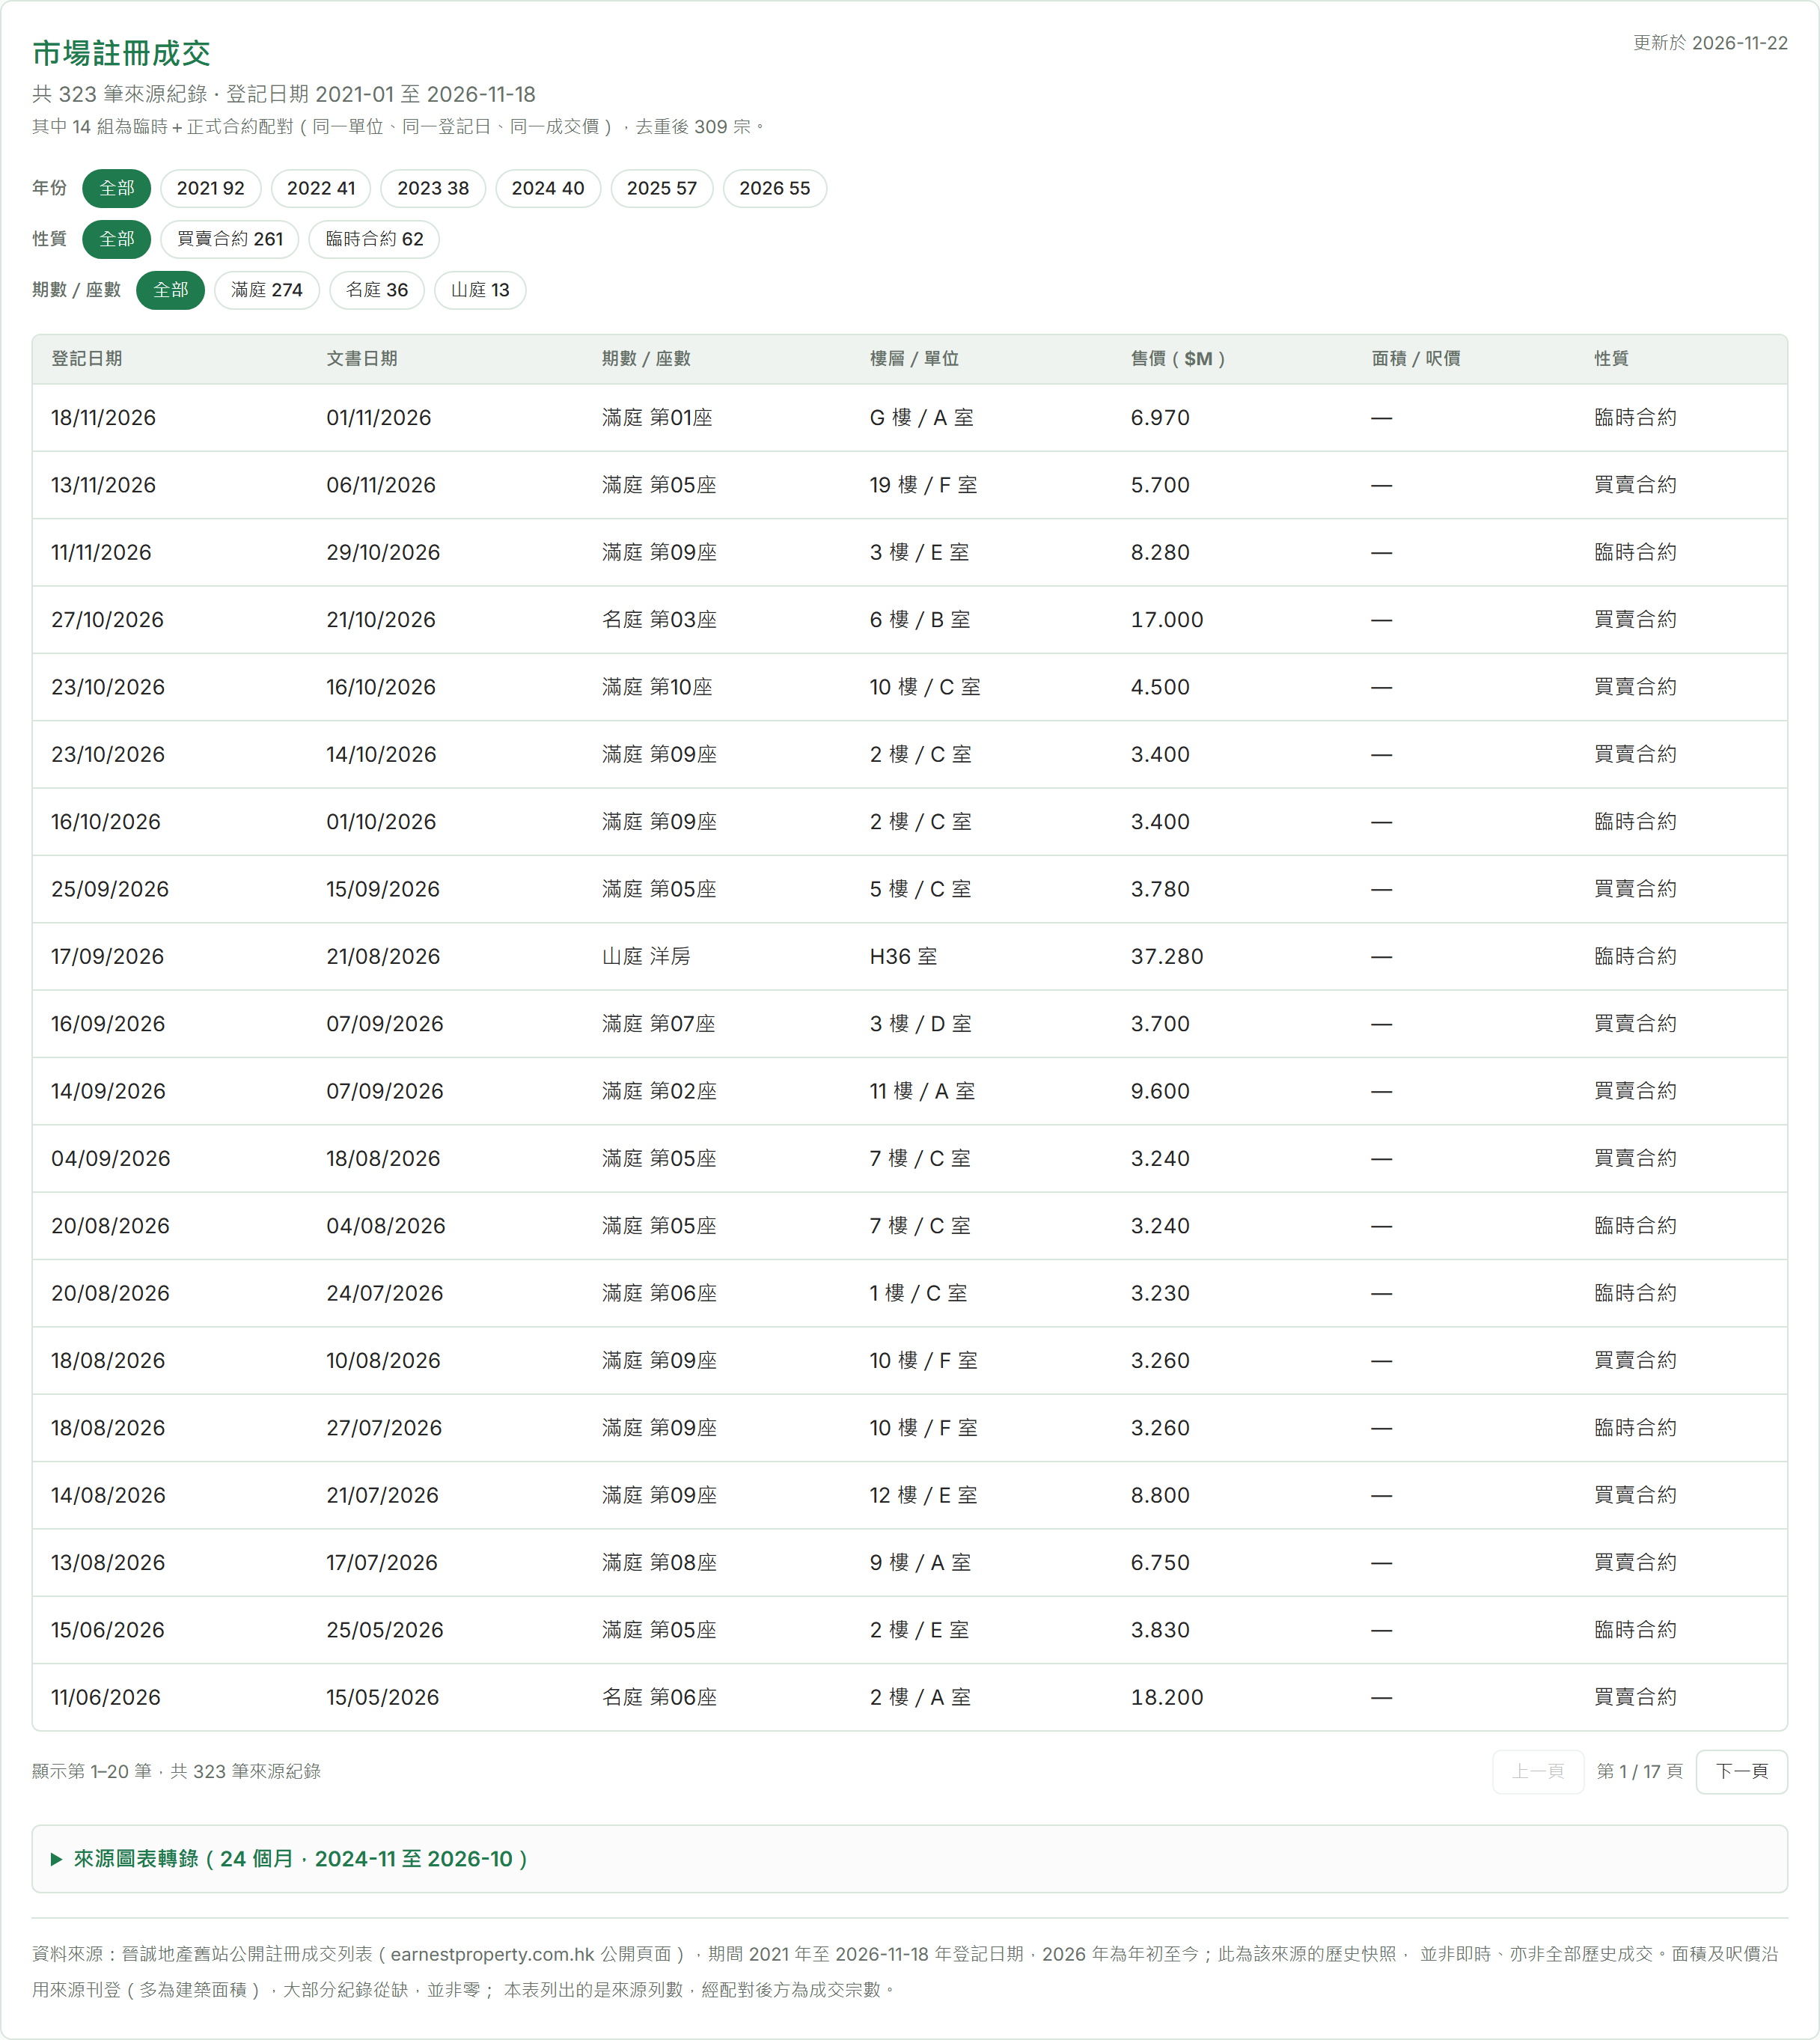 市場註冊成交
更新於 2026-11-22
共 323 筆來源紀錄 · 登記日期 2021-01 至 2026-11-18
其中 14 組為臨時+正式合約配對(同一單位、同一登記日、同一成交價),去重後 309 宗。
年份 全部 2021 92 2022 41 2023 38 2024 40 2025 57 2026 55
性質 全部 買賣合約 261 臨時合約 62
期數 / 座數 全部 滿庭 274 名庭 36 山庭 13
登記日期 文書日期 期數 / 座數 樓層 / 單位 售價($M) 面積 / 呎價 性質
18/11/2026 01/11/2026 滿庭 第01座 G 樓 / A 室 6.970 — 臨時合約
13/11/2026 06/11/2026 滿庭 第05座 19 樓 / F 室 5.700 — 買賣合約
11/11/2026 29/10/2026 滿庭 第09座 3 樓 / E 室 8.280 — 臨時合約
27/10/2026 21/10/2026 名庭 第03座 6 樓 / B 室 17.000 — 買賣合約
23/10/2026 16/10/2026 滿庭 第10座 10 樓 / C 室 4.500 — 買賣合約
23/10/2026 14/10/2026 滿庭 第09座 2 樓 / C 室 3.400 — 買賣合約
16/10/2026 01/10/2026 滿庭 第09座 2 樓 / C 室 3.400 — 臨時合約
25/09/2026 15/09/2026 滿庭 第05座 5 樓 / C 室 3.780 — 買賣合約
17/09/2026 21/08/2026 山庭 洋房 H36 室 37.280 — 臨時合約
16/09/2026 07/09/2026 滿庭 第07座 3 樓 / D 室 3.700 — 買賣合約
14/09/2026 07/09/2026 滿庭 第02座 11 樓 / A 室 9.600 — 買賣合約
04/09/2026 18/08/2026 滿庭 第05座 7 樓 / C 室 3.240 — 買賣合約
20/08/2026 04/08/2026 滿庭 第05座 7 樓 / C 室 3.240 — 臨時合約
20/08/2026 24/07/2026 滿庭 第06座 1 樓 / C 室 3.230 — 臨時合約
18/08/2026 10/08/2026 滿庭 第09座 10 樓 / F 室 3.260 — 買賣合約
18/08/2026 27/07/2026 滿庭 第09座 10 樓 / F 室 3.260 — 臨時合約
14/08/2026 21/07/2026 滿庭 第09座 12 樓 / E 室 8.800 — 買賣合約
13/08/2026 17/07/2026 滿庭 第08座 9 樓 / A 室 6.750 — 買賣合約
15/06/2026 25/05/2026 滿庭 第05座 2 樓 / E 室 3.830 — 臨時合約
11/06/2026 15/05/2026 名庭 第06座 2 樓 / A 室 18.200 — 買賣合約
顯示第 1–20 筆,共 323 筆來源紀錄
上一頁 第 1 / 17 頁 下一頁
▶ 來源圖表轉錄(24 個月,2024-11 至 2026-10)
資料來源:晉誠地產舊站公開註冊成交列表(earnestproperty.com.hk 公開頁面),期間 2021 年至 2026-11-18 年登記日期,2026 年為年初至今;此為該來源的歷史快照, 並非即時、亦非全部歷史成交。面積及呎價沿
用來源刊登(多為建築面積),大部分紀錄從缺,並非零; 本表列出的是來源列數,經配對後方為成交宗數。